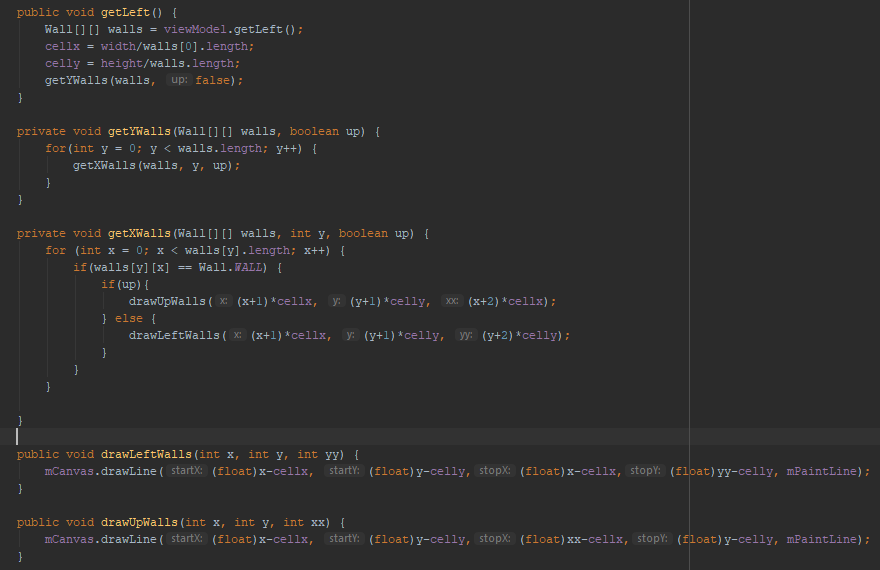 public void getLeft() {
    Wall[][] walls = viewModel.getLeft();
    cellx = width/walls[0].length;
    celly = height/walls.length;
    getYWalls(walls, up: false);
}

private void getYWalls(Wall[][] walls, boolean up) {
    for(int y = 0; y < walls.length; y++) {
        getXWalls(walls, y, up);
    }
}

private void getXWalls(Wall[][] walls, int y, boolean up) {
    for (int x = 0; x < walls[y].length; x++) {
        if(walls[y][x] == Wall.WALL) {
            if(up){
                drawUpWalls( x: (x+1)*cellx, y: (y+1)*celly, xx: (x+2)*cellx);
            } else {
                drawLeftWalls( x: (x+1)*cellx, y: (y+1)*celly, yy: (y+2)*celly);
            }
        }
    }

}

public void drawLeftWalls(int x, int y, int yy) {
    mCanvas.drawLine( startX: (float)x-cellx, startY: (float)y-celly, stopX: (float)x-cellx, stopY: (float)yy-celly, mPaintLine);
}

public void drawUpWalls(int x, int y, int xx) {
    mCanvas.drawLine( startX: (float)x-cellx, startY: (float)y-celly, stopX: (float)xx-cellx, stopY: (float)y-celly, mPaintLine);
}